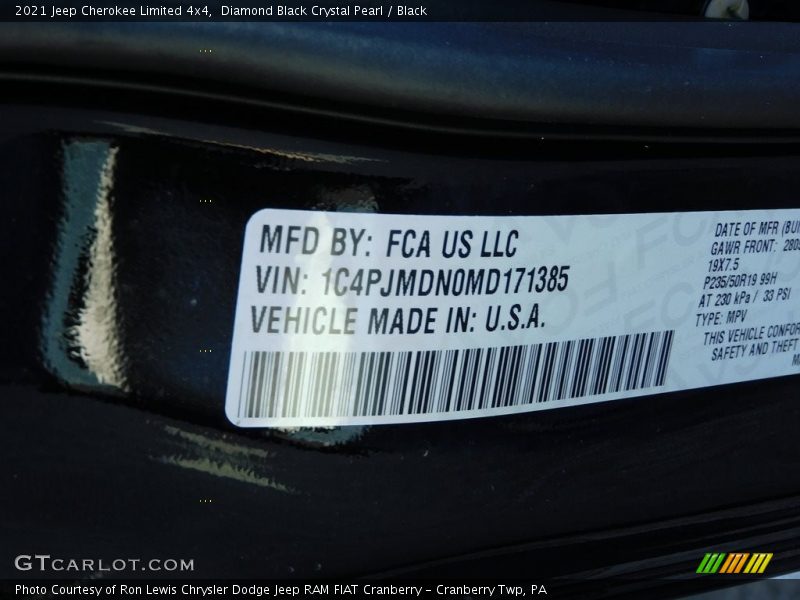 2021 Jeep Cherokee Limited 4x4, Diamond Black Crystal Pearl / Black
MFD BY: FCA US LLC
VIN: 1C4PJMDN0MD171385
VEHICLE MADE IN: U.S.A.
DATE OF MFR
GAWR FRONT:
19X7.5
P235/50R19 99H
AT 230 kPa / 33 PSI
TYPE: MPV
THIS VEHICLE
SAFETY AND THEFT
GTCARLOT.COM
Photo Courtesy of Ron Lewis Chrysler Dodge Jeep RAM FIAT Cranberry – Cranberry Twp, PA